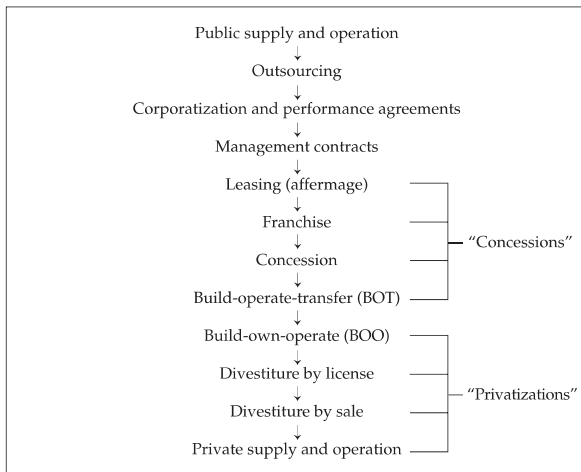 Public supply and operation
Outsourcing
Corporatization and performance agreements
Management contracts
Leasing (affermage)
Franchise
“Concessions”
Concession
Build-operate-transfer (BOT)
Build-own-operate (BOO)
Divestiture by license
“Privatizations”
Divestiture by sale
Private supply and operation